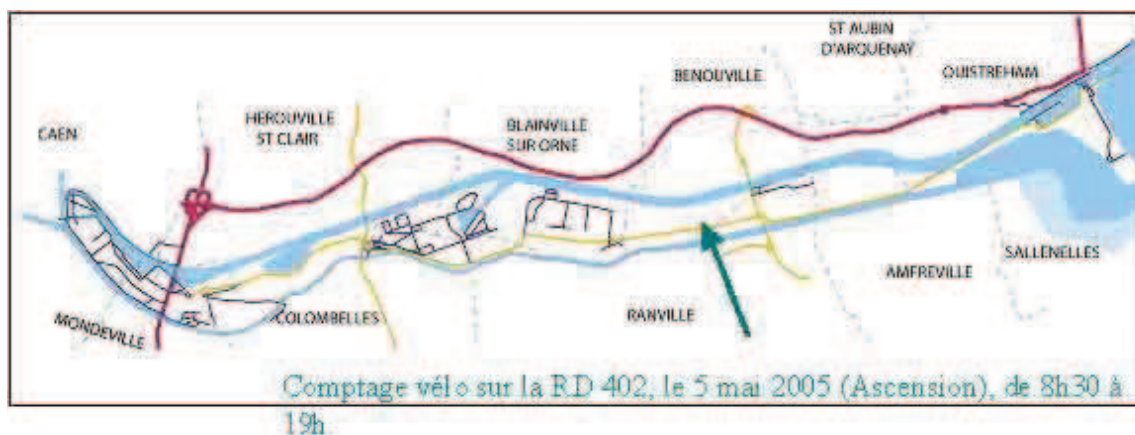 ST AUBIN
D'ARQUENAY
BENOUVILLE
OUISTREHAM
HEROUVILLE
ST CLAIR
BLAINVILLE
SUR ORNE
CAEN
SALLENELLES
AMFREVILLE
RANVILLE
COLOMBELLES
MONDEVILLE
Comptage vélo sur la RD 402, le 5 mai 2005 (Ascension), de 8h30 à
19h